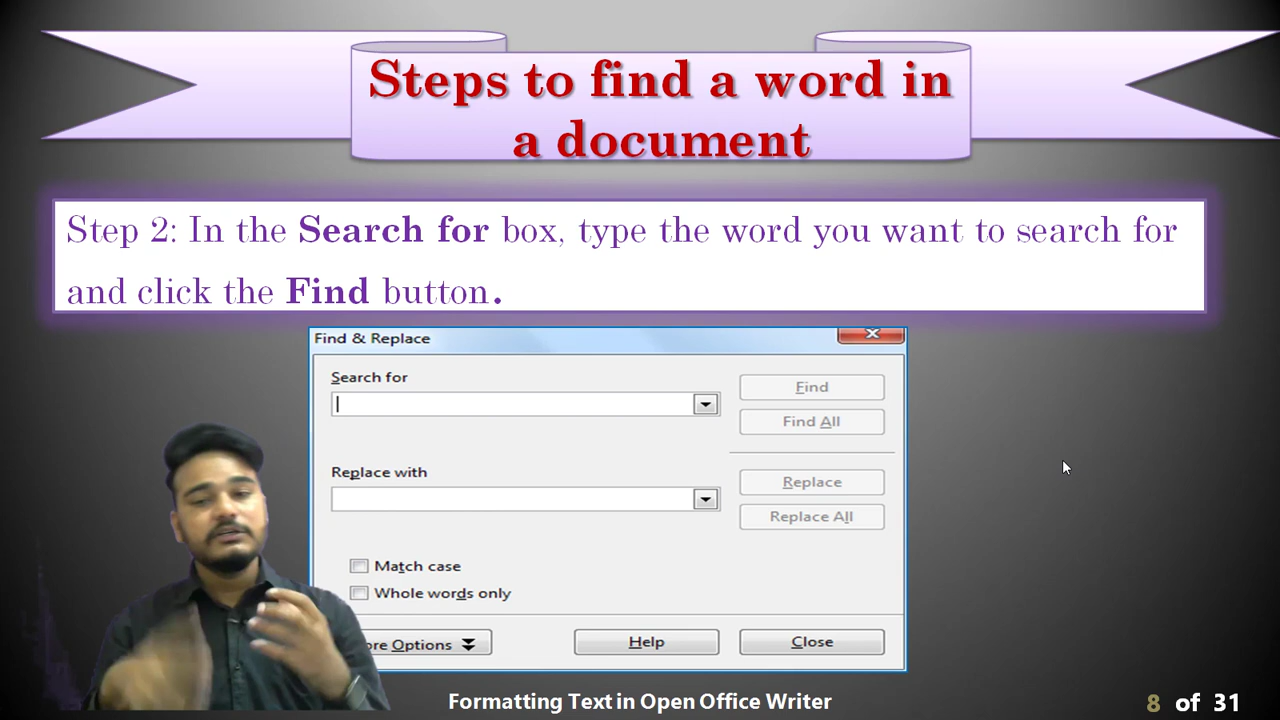 Steps to find a word in
a document
Step 2: In the Search for box, type the word you want to search for
and click the Find button.
Find & Replace
Search for
Find
Find All
Replace with
Replace
Replace All
Match case
Whole words only
ore Options
Help
Close
Formatting Text in Open Office Writer
8 of 31